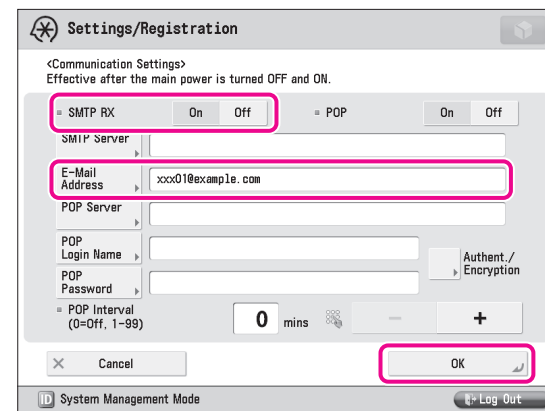 Settings/Registration
<Communication Settings>
Effective after the main power is turned OFF and ON.
SMTP RX On Off POP On Off
SMTP Server
E-Mail
Address xxx01@example.com
POP Server
POP
Login Name
Authent./
Encryption
POP
Password
POP Interval
(0=Off, 1-99) 0 mins − +
× Cancel OK
ID System Management Mode Log Out